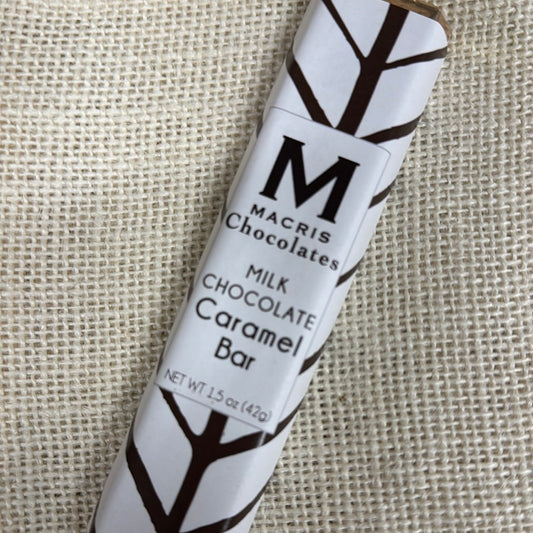 M
MACRIS
Chocolates
MILK
CHOCOLATE
Caramel
Bar
NET WT 1.5 oz (42g)